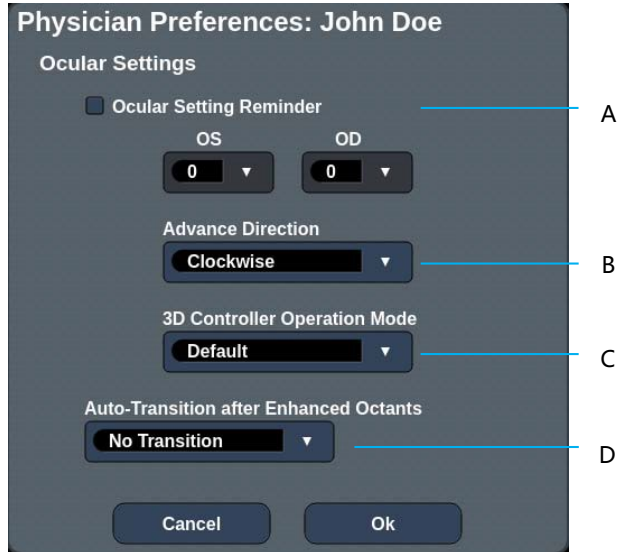 Physician Preferences: John Doe
Ocular Settings
Ocular Setting Reminder
A
OS OD
0 0
Advance Direction
Clockwise
B
3D Controller Operation Mode
Default
C
Auto-Transition after Enhanced Octants
No Transition
D
Cancel Ok